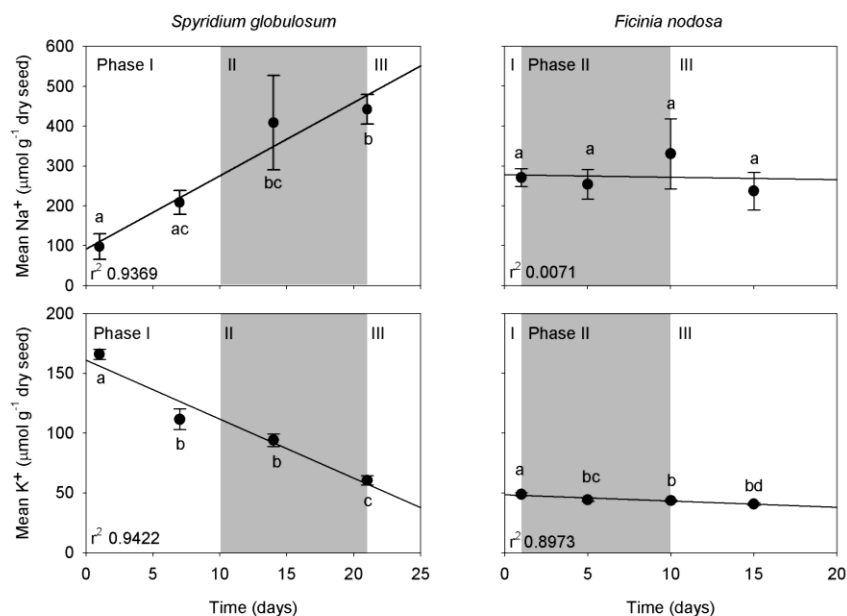 Spyridium globulosum
Ficinia nodosa
Mean Na+ (µmol g-1 dry seed)
600
500
400
300
200
100
0
Phase I II III
a
ac
bc
b
r2 0.9369
I Phase II III
a
a
a
a
r2 0.0071
Mean K+ (µmol g-1 dry seed)
200
150
100
50
0
Phase I II III
a
b
b
c
r2 0.9422
0 5 10 15 20 25
Time (days)
I Phase II III
a
bc
b
bd
r2 0.8973
0 5 10 15 20 25
Time (days)